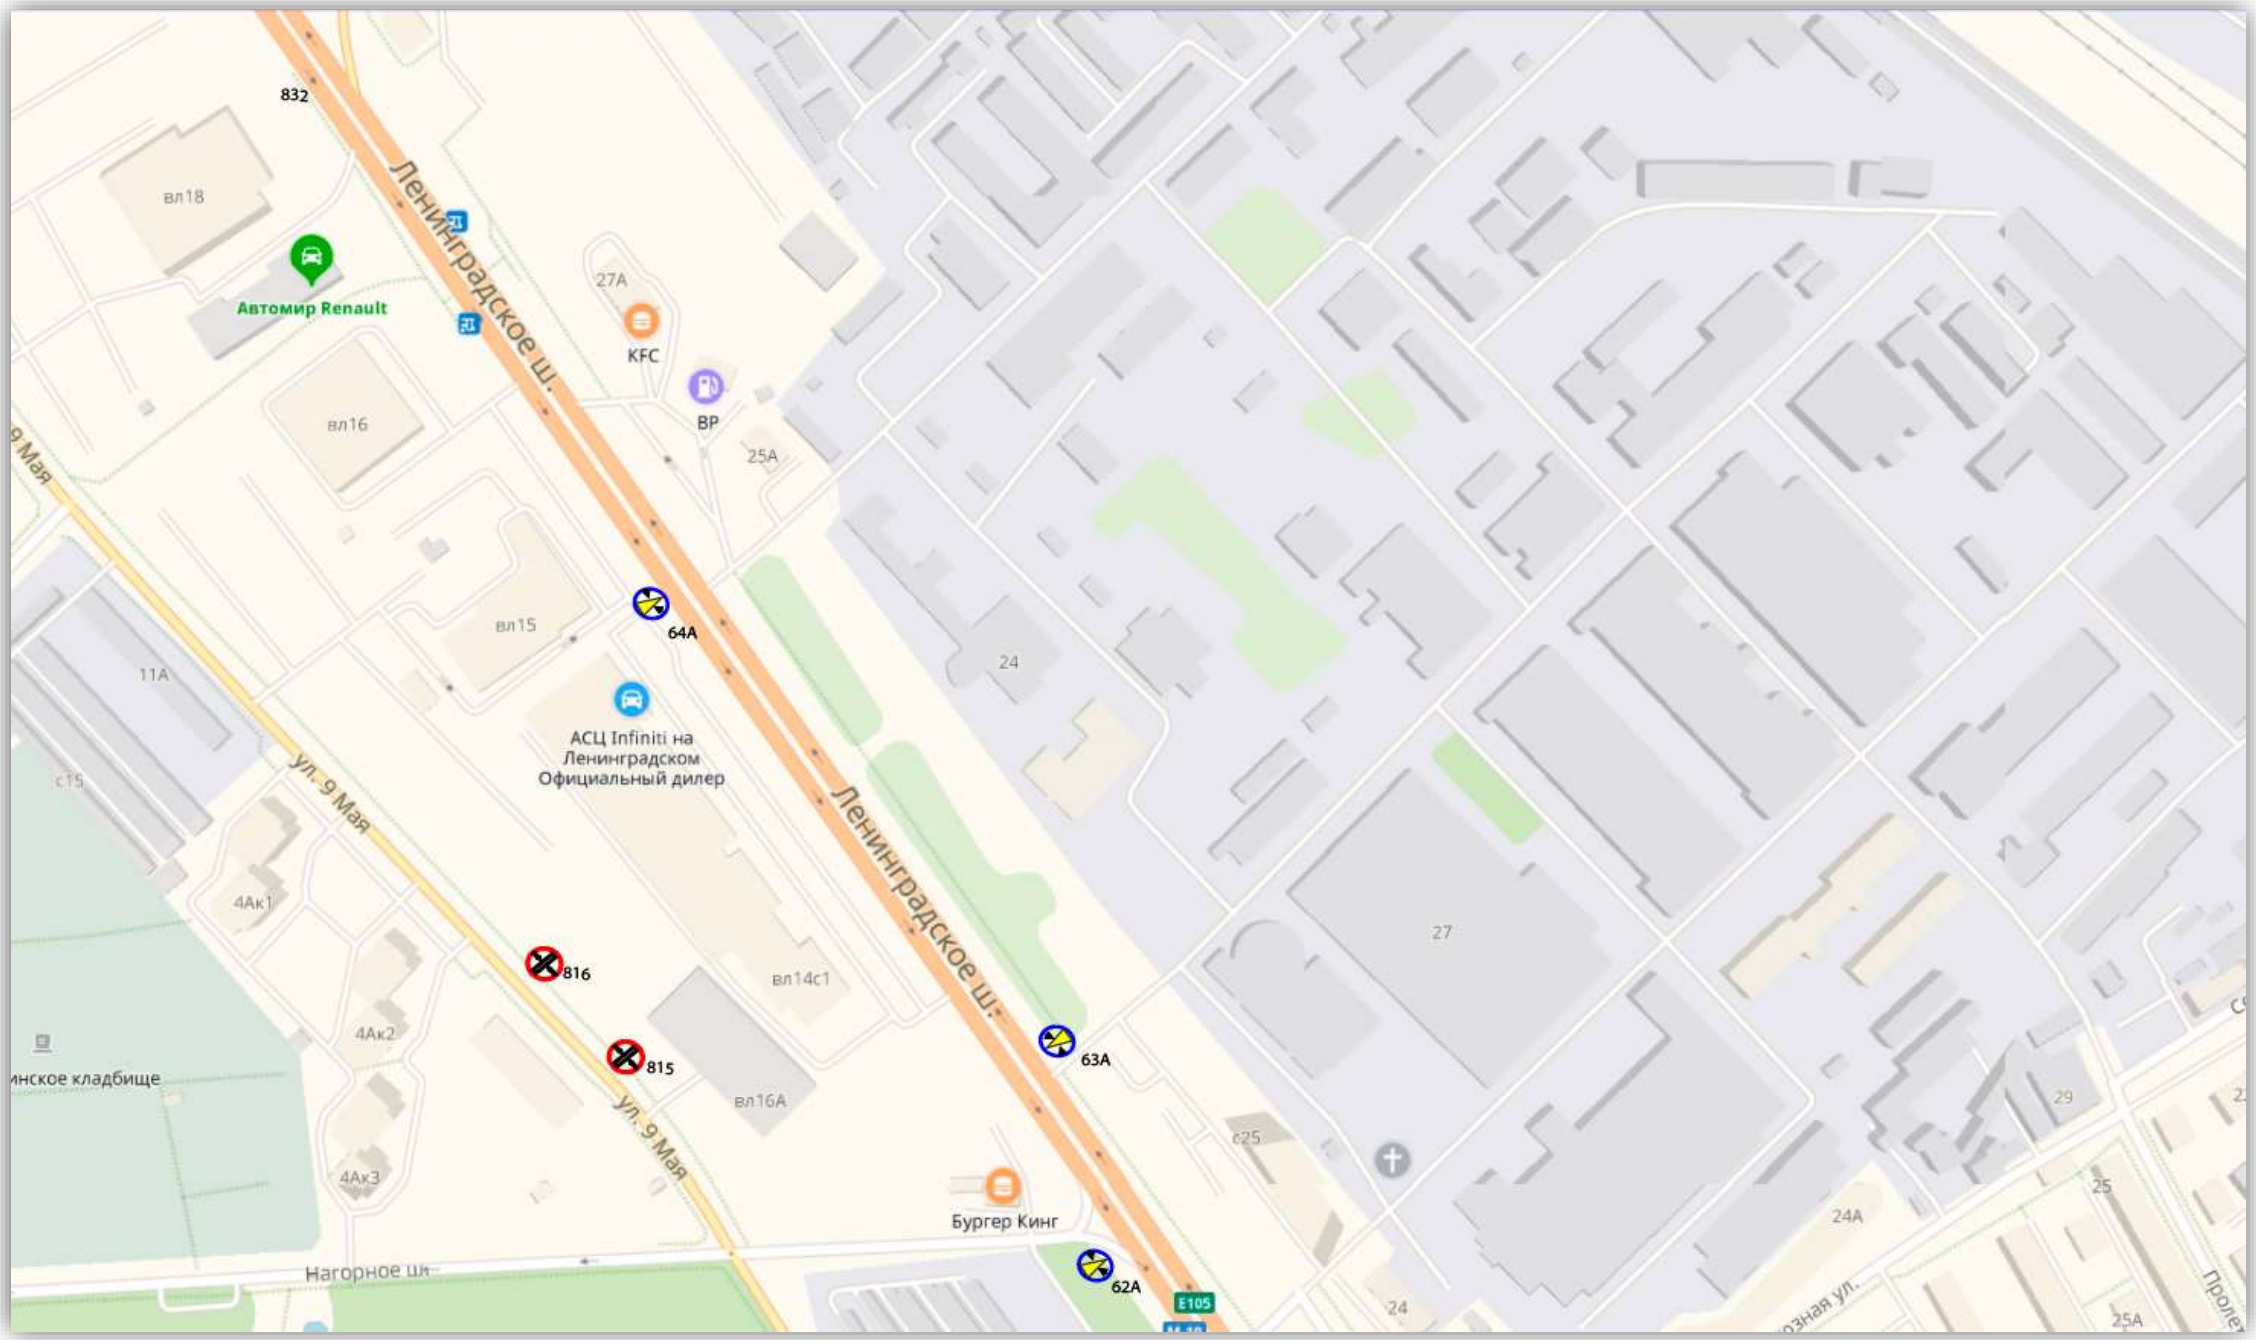 832
Ленинградское ш.
вл18
27А
Автомир Renault
KFC
BP
вл16
25А
9 Мая
вл15
64А
11А
24
АСЦ Infiniti на
Ленинградском
Официальный дилер
с15
ул. 9 Мая
Ленинградское ш.
4Ак1
27
816
вл14с1
4Ак2
63А
815
инское кладбище
вл16А
29
ул. 9 Мая
с25
4Ак3
25
Бургер Кинг
24А
Нагорное ш
62А
E105
24
25А